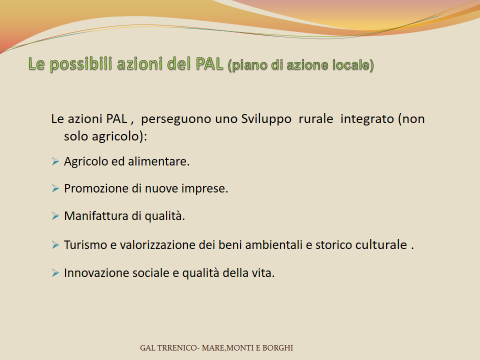 Le possibili azioni del PAL (piano di azione locale)
Le azioni PAL , perseguono uno Sviluppo rurale integrato (non
solo agricolo):
Agricolo ed alimentare.
Promozione di nuove imprese.
Manifattura di qualità.
Turismo e valorizzazione dei beni ambientali e storico culturale .
Innovazione sociale e qualità della vita.
GAL TRRENICO- MARE,MONTI E BORGHI